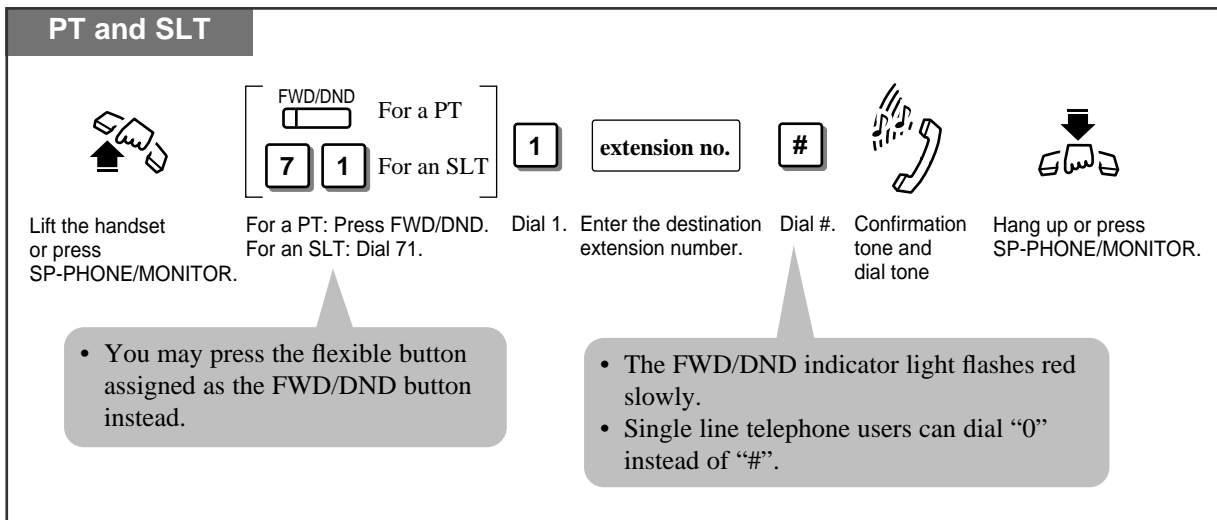 PT and SLT
FWD/DND
For a PT
7 1 For an SLT
1
extension no.
#
Lift the handset
or press
SP-PHONE/MONITOR.
For a PT: Press FWD/DND.
For an SLT: Dial 71.
Dial 1.
Enter the destination
extension number.
Dial #.
Confirmation
tone and
dial tone
Hang up or press
SP-PHONE/MONITOR.
• You may press the flexible button
assigned as the FWD/DND button
instead.
• The FWD/DND indicator light flashes red
slowly.
• Single line telephone users can dial “0”
instead of “#”.